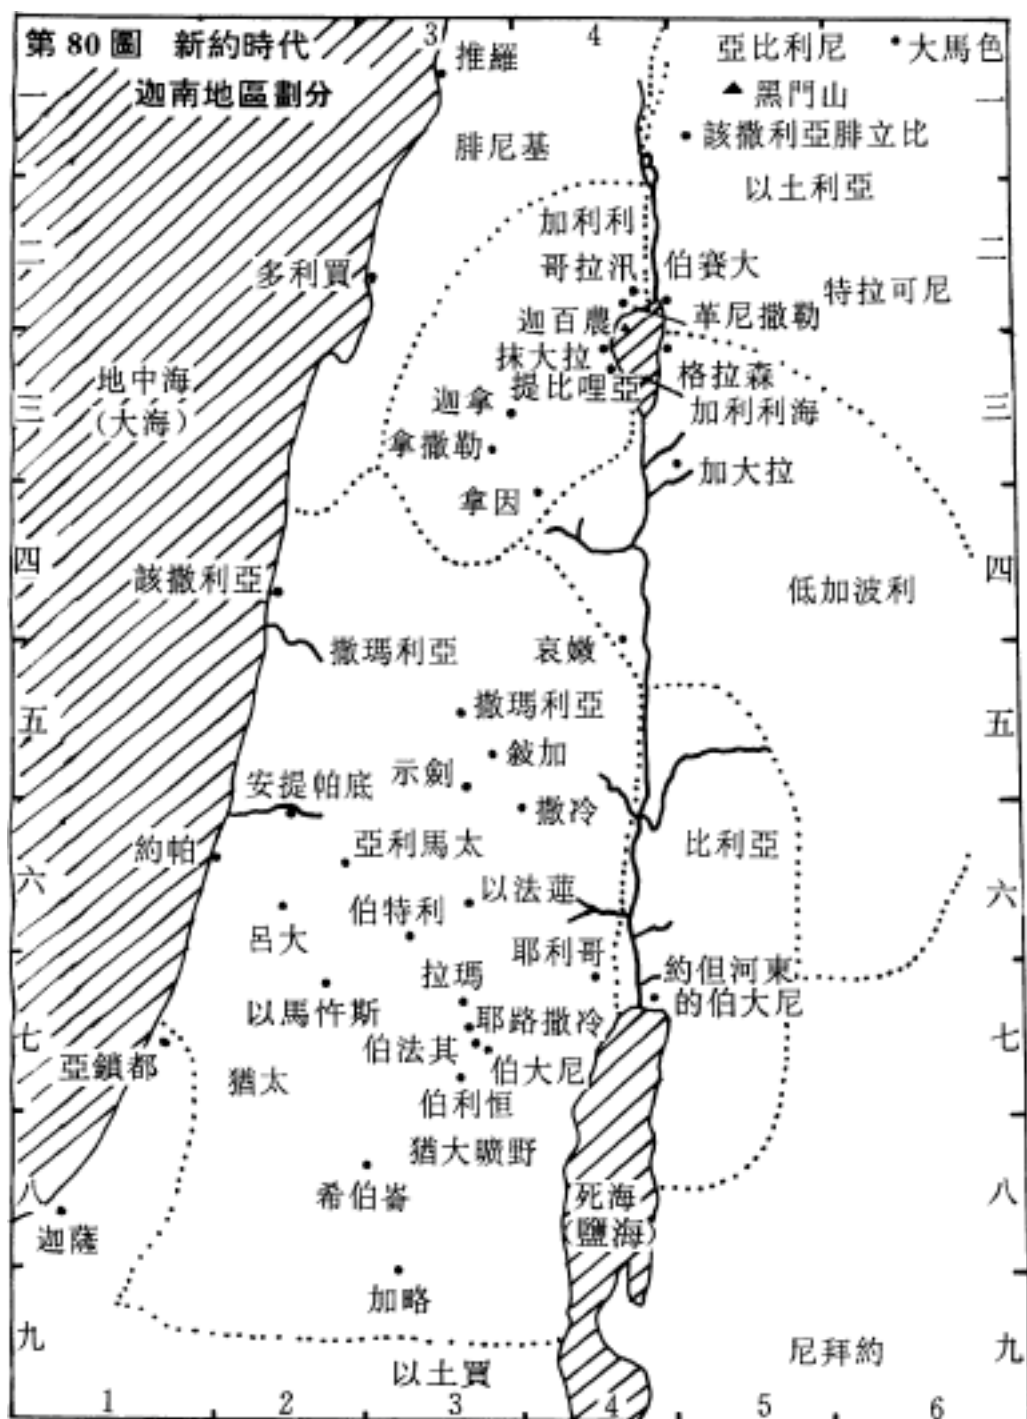 第 80 圖 新約時代
迦南地區劃分
3
4
推羅
亞比利尼
大馬色
一
黑門山
一
該撒利亞腓立比
腓尼基
以土利亞
加利利
二
哥拉汛
伯賽大
二
多利買
特拉可尼
迦百農
革尼撒勒
抹大拉
格拉森
地中海
(大海)
提比哩亞
迦拿
加利利海
三
三
拿撒勒
加大拉
拿因
四
四
該撒利亞
低加波利
撒瑪利亞
哀嫩
撒瑪利亞
五
五
敍加
示劍
安提帕底
撒冷
約帕
亞利馬太
比利亞
六
六
以法蓮
伯特利
呂大
耶利哥
拉瑪
約但河東
的伯大尼
以馬忤斯
耶路撒冷
七
七
亞鎖都
伯法其
伯大尼
猶太
伯利恒
猶大曠野
八
八
希伯崙
死海
(鹽海)
迦薩
加略
九
九
尼拜約
以土買
1
2
3
4
5
6